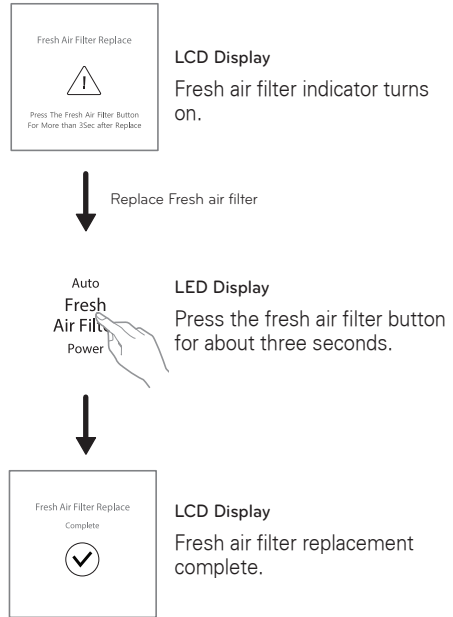 Fresh Air Filter Replace
Press The Fresh Air Filter Button
For More than 3Sec after Replace
LCD Display
Fresh air filter indicator turns
on.
Replace Fresh air filter
Auto
Fresh
Air Filte
Power
LED Display
Press the fresh air filter button
for about three seconds.
Fresh Air Filter Replace
Complete
LCD Display
Fresh air filter replacement
complete.